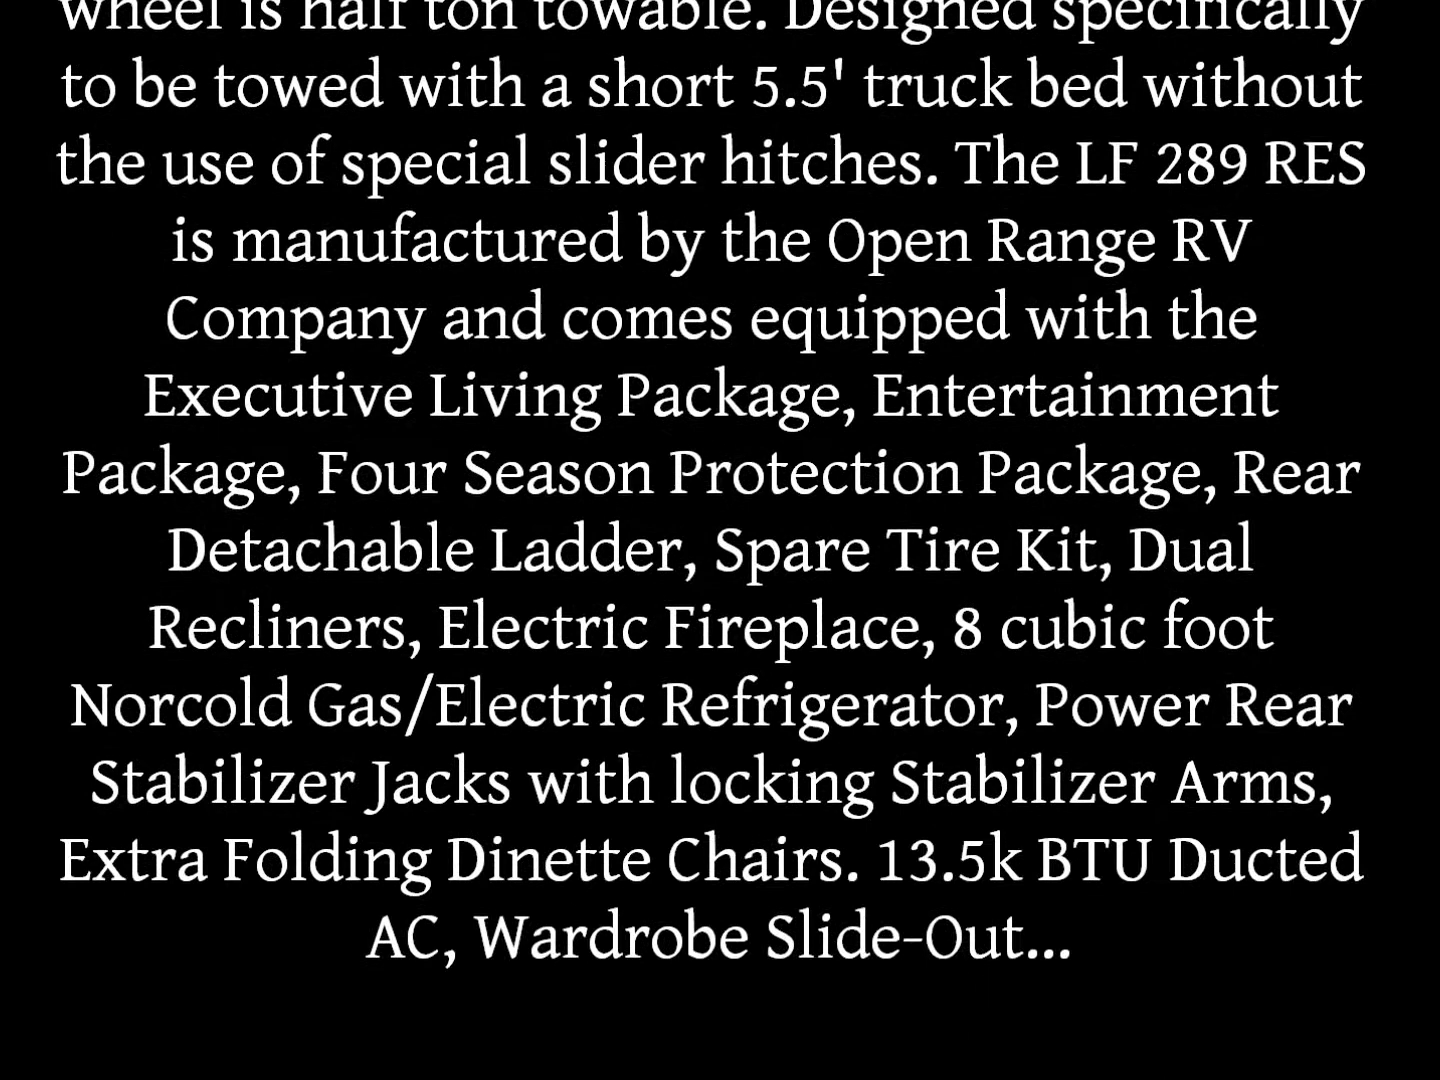 wheel is half ton towable. Designed specifically
to be towed with a short 5.5' truck bed without
the use of special slider hitches. The LF 289 RES
is manufactured by the Open Range RV
Company and comes equipped with the
Executive Living Package, Entertainment
Package, Four Season Protection Package, Rear
Detachable Ladder, Spare Tire Kit, Dual
Recliners, Electric Fireplace, 8 cubic foot
Norcold Gas/Electric Refrigerator, Power Rear
Stabilizer Jacks with locking Stabilizer Arms,
Extra Folding Dinette Chairs. 13.5k BTU Ducted
AC, Wardrobe Slide-Out...